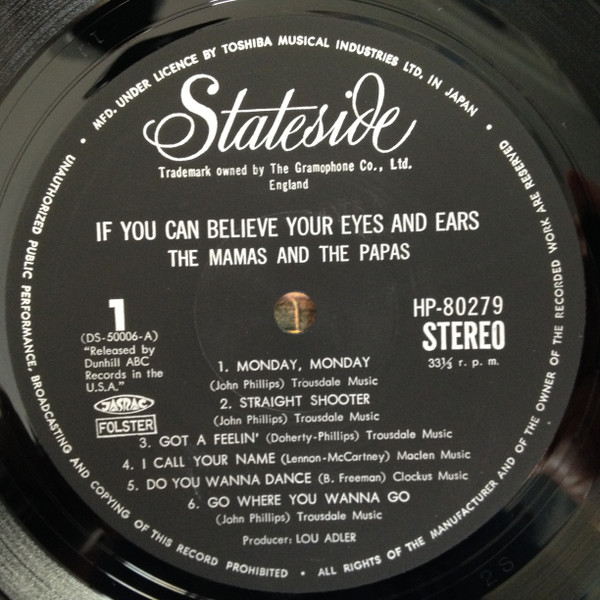 MFD. UNDER LICENCE BY TOSHIBA MUSICAL INDUSTRIES LTD. IN JAPAN •
Stateside
Trademark owned by The Gramophone Co., Ltd.
England
IF YOU CAN BELIEVE YOUR EYES AND EARS
THE MAMAS AND THE PAPAS
1
(DS-50006-A)
"Released by
Dunhill ABC
Records in the
U.S.A."
JASRAC
FOLSTER
HP-80279
STEREO
33⅓ r. p. m.
1. MONDAY, MONDAY
(John Phillips) Trousdale Music
2. STRAIGHT SHOOTER
(John Phillips) Trousdale Music
3. GOT A FEELIN' (Doherty-Phillips) Trousdale Music
4. I CALL YOUR NAME (Lennon-McCartney) Maclen Music
5. DO YOU WANNA DANCE (B. Freeman) Clockus Music
6. GO WHERE YOU WANNA GO
(John Phillips) Trousdale Music
Producer: LOU ADLER
UNAUTHORIZED PUBLIC PERFORMANCE, BROADCASTING AND COPYING OF THIS RECORD PROHIBITED •
ALL RIGHTS OF THE MANUFACTURER AND OF THE OWNER OF THE RECORDED WORK ARE RESERVED •